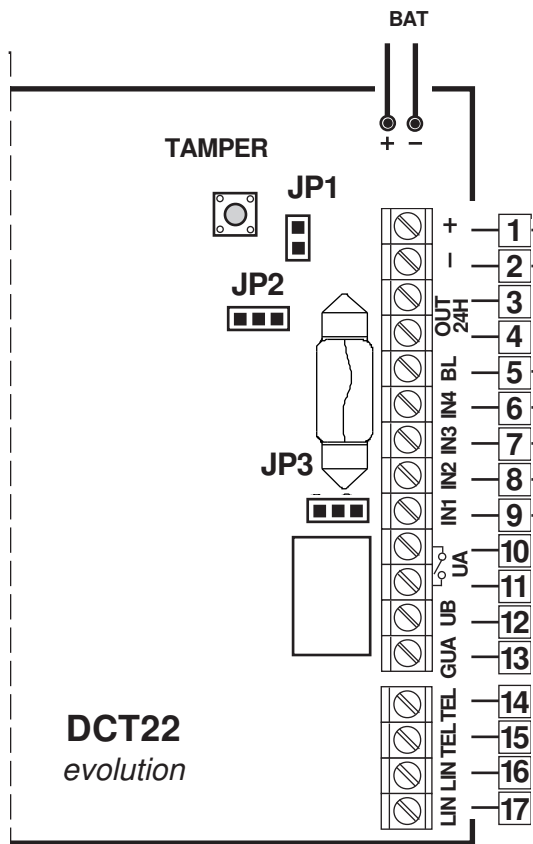 BAT
+ −
TAMPER
JP1
JP2
JP3
+ 1
− 2
OUT 24H
3
4
BL 5
IN4 6
IN3 7
IN2 8
IN1 9
UA
10
11
UB 12
GUA 13
TEL 14
TEL 15
LIN 16
LIN 17
DCT22
evolution